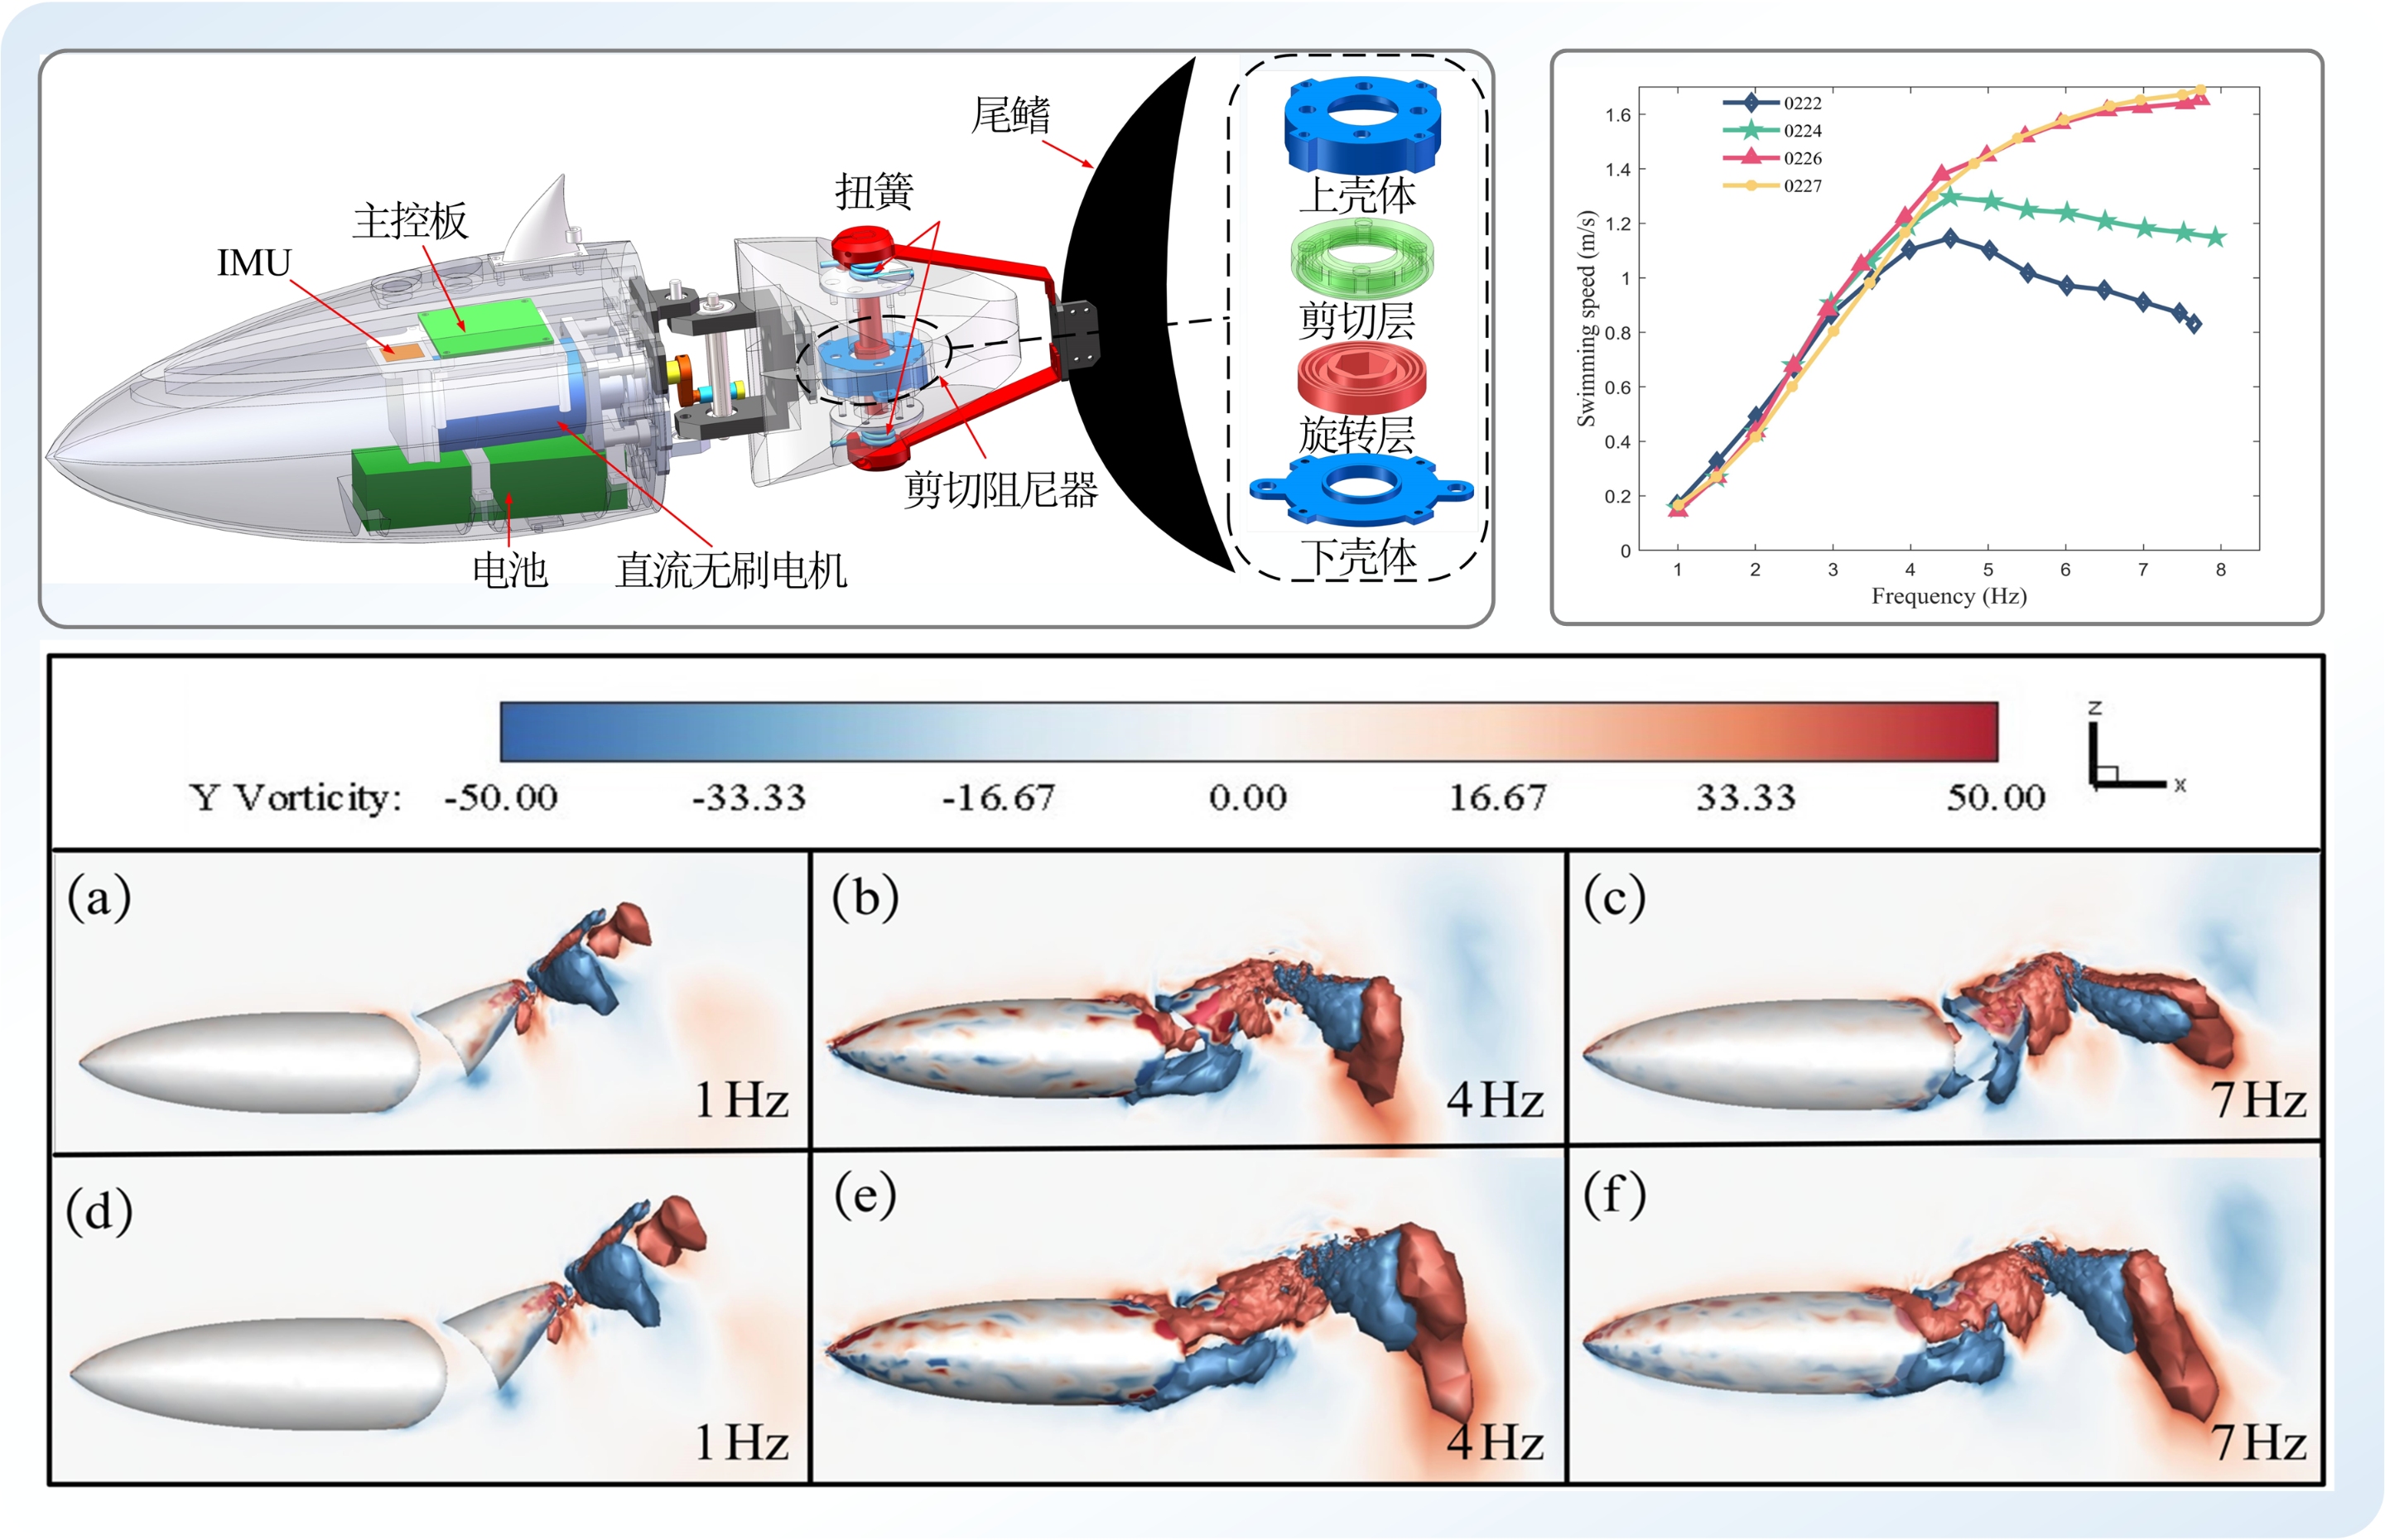 尾鳍
扭簧
主控板
IMU
剪切阻尼器
电池
直流无刷电机
上壳体
剪切层
旋转层
下壳体
0222
0224
0226
0227
Swimming speed (m/s)
1.6
1.4
1.2
1
0.8
0.6
0.4
0.2
0
1 2 3 4 5 6 7 8
Frequency (Hz)
Y Vorticity: -50.00 -33.33 -16.67 0.00 16.67 33.33 50.00
z
x
(a)
1 Hz
(b)
4 Hz
(c)
7 Hz
(d)
1 Hz
(e)
4 Hz
(f)
7 Hz